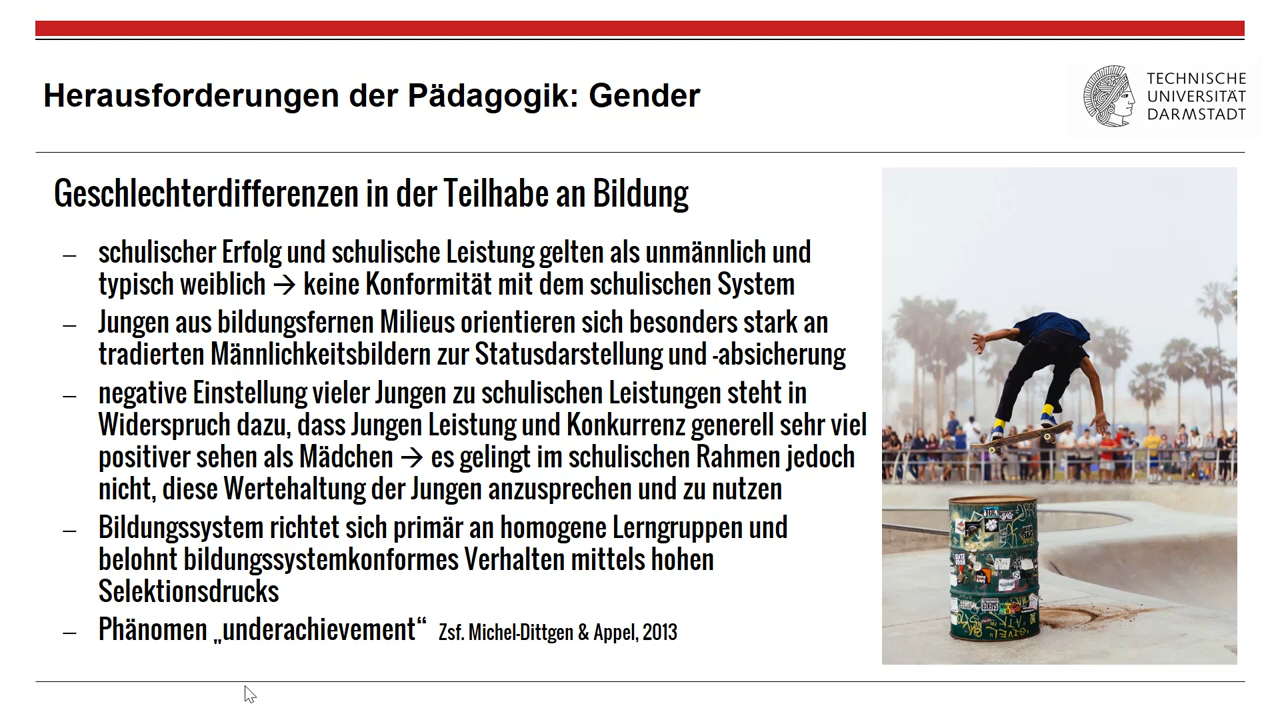 Herausforderungen der Pädagogik: Gender
TECHNISCHE
UNIVERSITÄT
DARMSTADT
Geschlechterdifferenzen in der Teilhabe an Bildung
– schulischer Erfolg und schulische Leistung gelten als unmännlich und
typisch weiblich → keine Konformität mit dem schulischen System
– Jungen aus bildungsfernen Milieus orientieren sich besonders stark an
tradierten Männlichkeitsbildern zur Statusdarstellung und -absicherung
– negative Einstellung vieler Jungen zu schulischen Leistungen steht in
Widerspruch dazu, dass Jungen Leistung und Konkurrenz generell sehr viel
positiver sehen als Mädchen → es gelingt im schulischen Rahmen jedoch
nicht, diese Wertehaltung der Jungen anzusprechen und zu nutzen
– Bildungssystem richtet sich primär an homogene Lerngruppen und
belohnt bildungssystemkonformes Verhalten mittels hohen
Selektionsdrucks
– Phänomen „underachievement“ Zsf. Michel-Dittgen & Appel, 2013